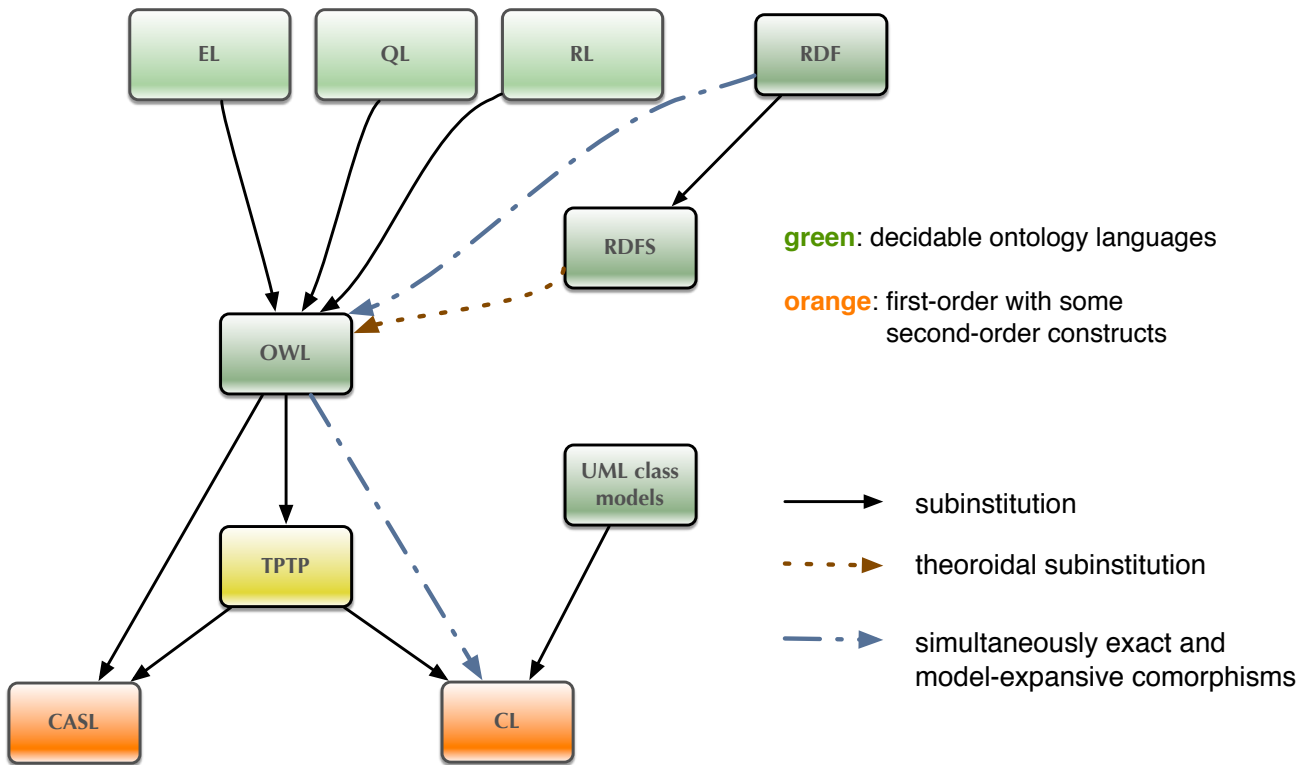 EL
QL
RL
RDF
RDFS
green: decidable ontology languages
orange: first-order with some
second-order constructs
OWL
UML class
models
subinstitution
TPTP
theoroidal subinstitution
simultaneously exact and
model-expansive comorphisms
CASL
CL